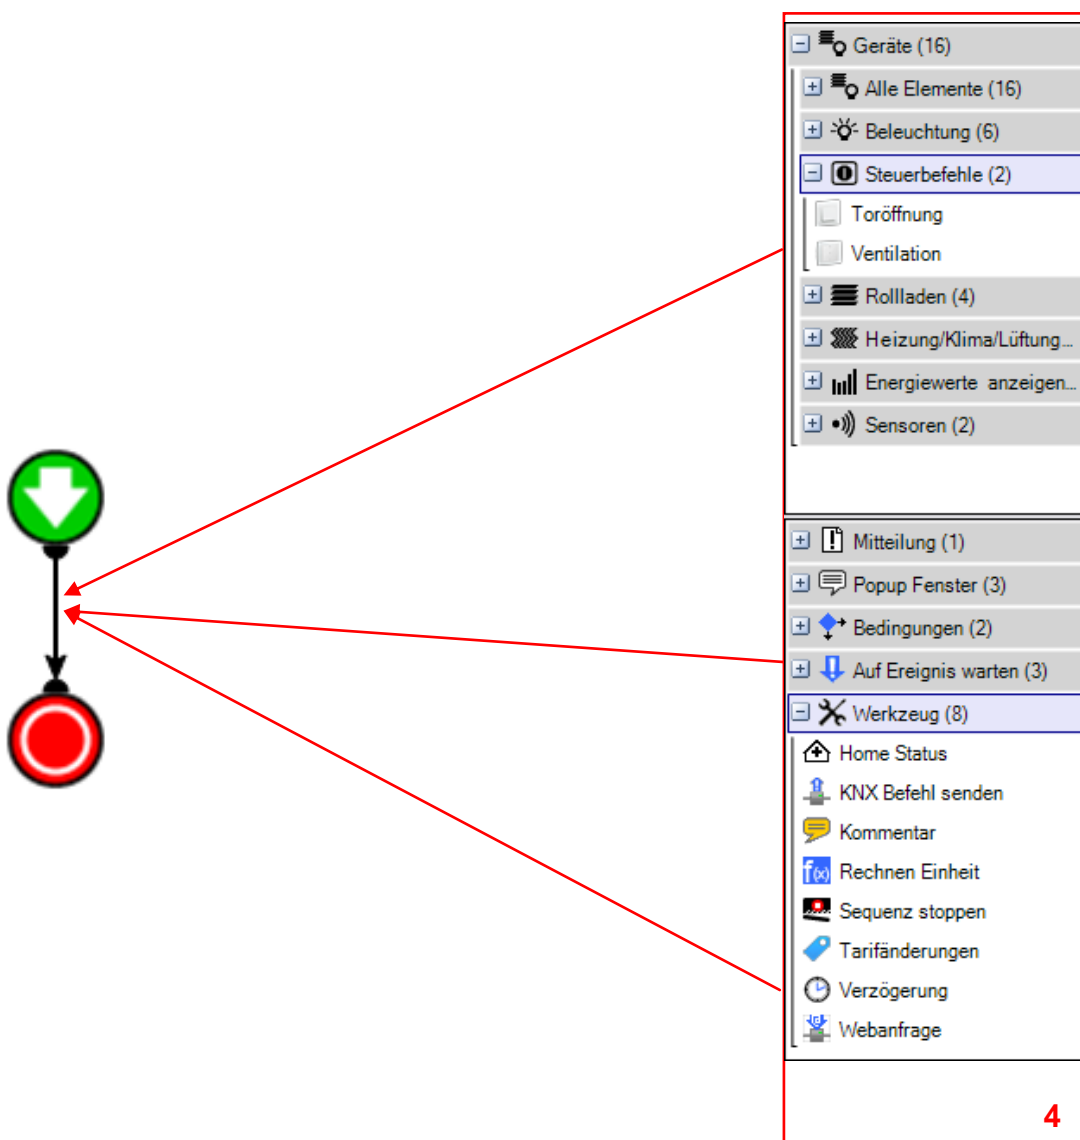 Geräte (16)
Alle Elemente (16)
Beleuchtung (6)
Steuerbefehle (2)
Toröffnung
Ventilation
Rollladen (4)
Heizung/Klima/Lüftung...
Energiewerte anzeigen...
Sensoren (2)
Mitteilung (1)
Popup Fenster (3)
Bedingungen (2)
Auf Ereignis warten (3)
Werkzeug (8)
Home Status
KNX Befehl senden
Kommentar
f(x) Rechnen Einheit
Sequenz stoppen
Tarifänderungen
Verzögerung
Webanfrage
4